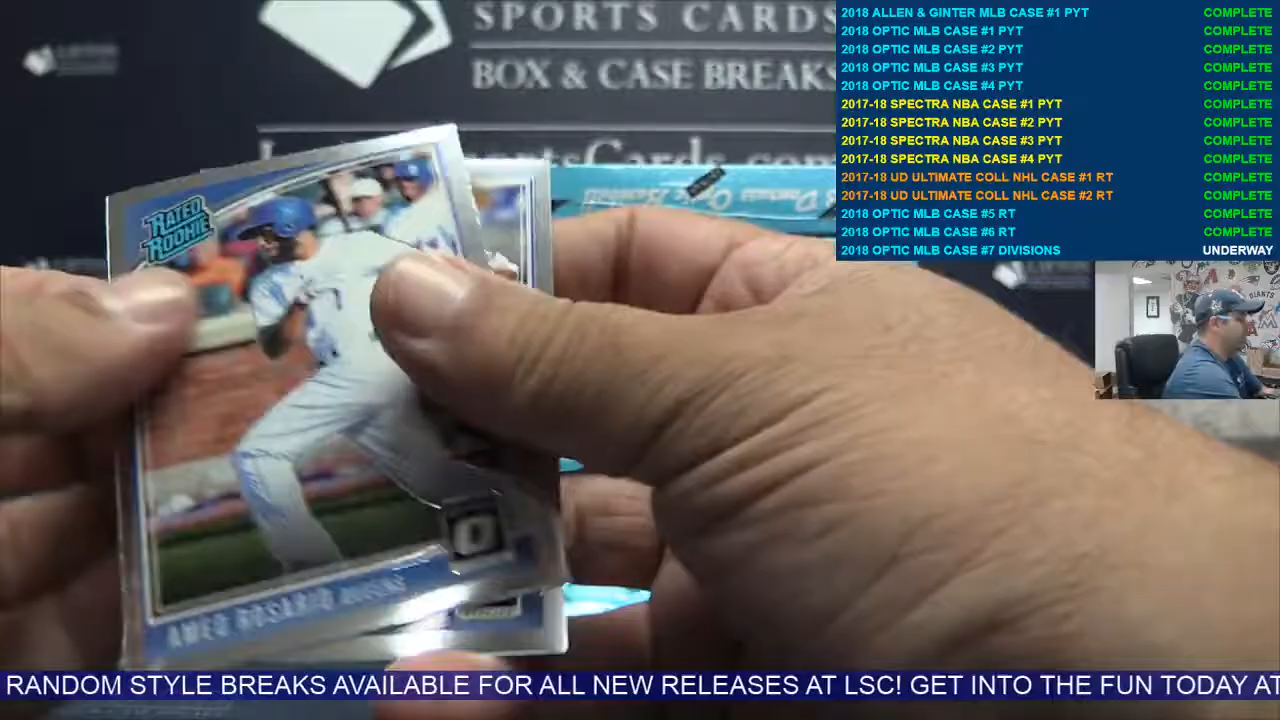 SPORTS CARDS
BOX & CASE BREAKS
RATED
ROOKIE
AMED ROSARIO
2018 ALLEN & GINTER MLB CASE #1 PYT COMPLETE
2018 OPTIC MLB CASE #1 PYT COMPLETE
2018 OPTIC MLB CASE #2 PYT COMPLETE
2018 OPTIC MLB CASE #3 PYT COMPLETE
2018 OPTIC MLB CASE #4 PYT COMPLETE
2017-18 SPECTRA NBA CASE #1 PYT COMPLETE
2017-18 SPECTRA NBA CASE #2 PYT COMPLETE
2017-18 SPECTRA NBA CASE #3 PYT COMPLETE
2017-18 SPECTRA NBA CASE #4 PYT COMPLETE
2017-18 UD ULTIMATE COLL NHL CASE #1 RT COMPLETE
2017-18 UD ULTIMATE COLL NHL CASE #2 RT COMPLETE
2018 OPTIC MLB CASE #5 RT COMPLETE
2018 OPTIC MLB CASE #6 RT COMPLETE
2018 OPTIC MLB CASE #7 DIVISIONS UNDERWAY
GIANTS
RANDOM STYLE BREAKS AVAILABLE FOR ALL NEW RELEASES AT LSC! GET INTO THE FUN TODAY AT